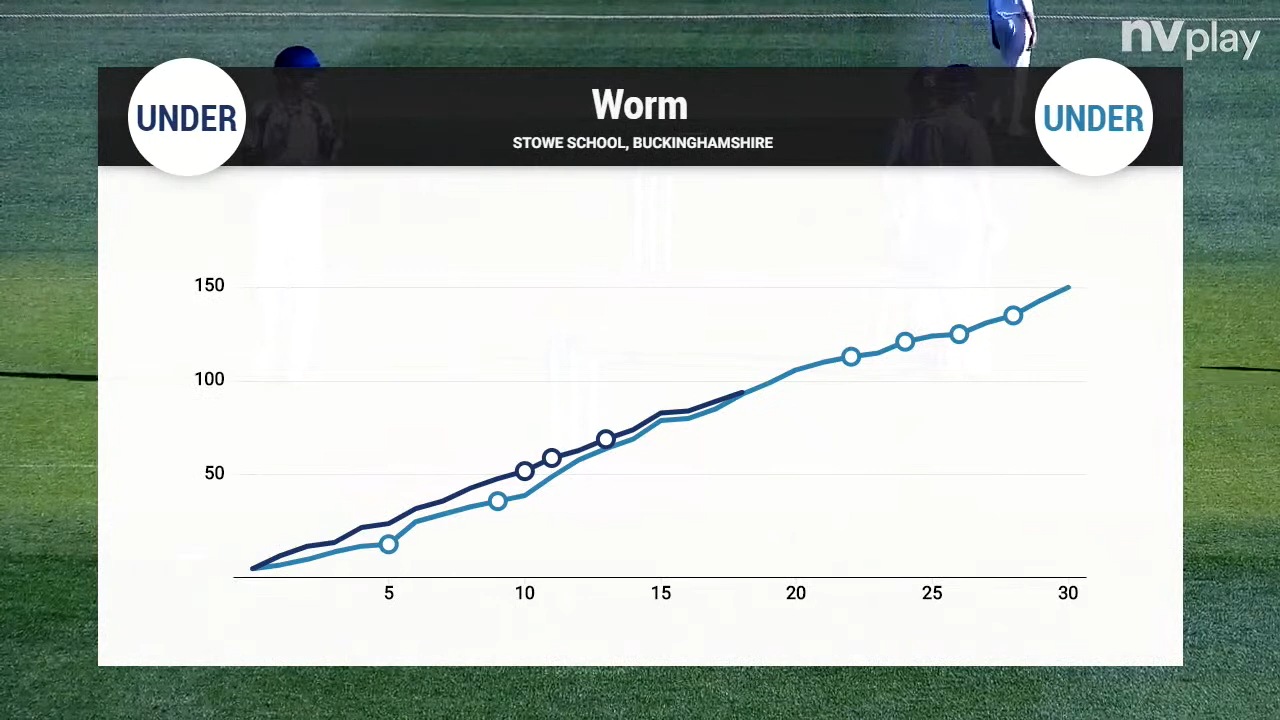 nvplay
UNDER
Worm
UNDER
STOWE SCHOOL, BUCKINGHAMSHIRE
150
100
50
5 10 15 20 25 30